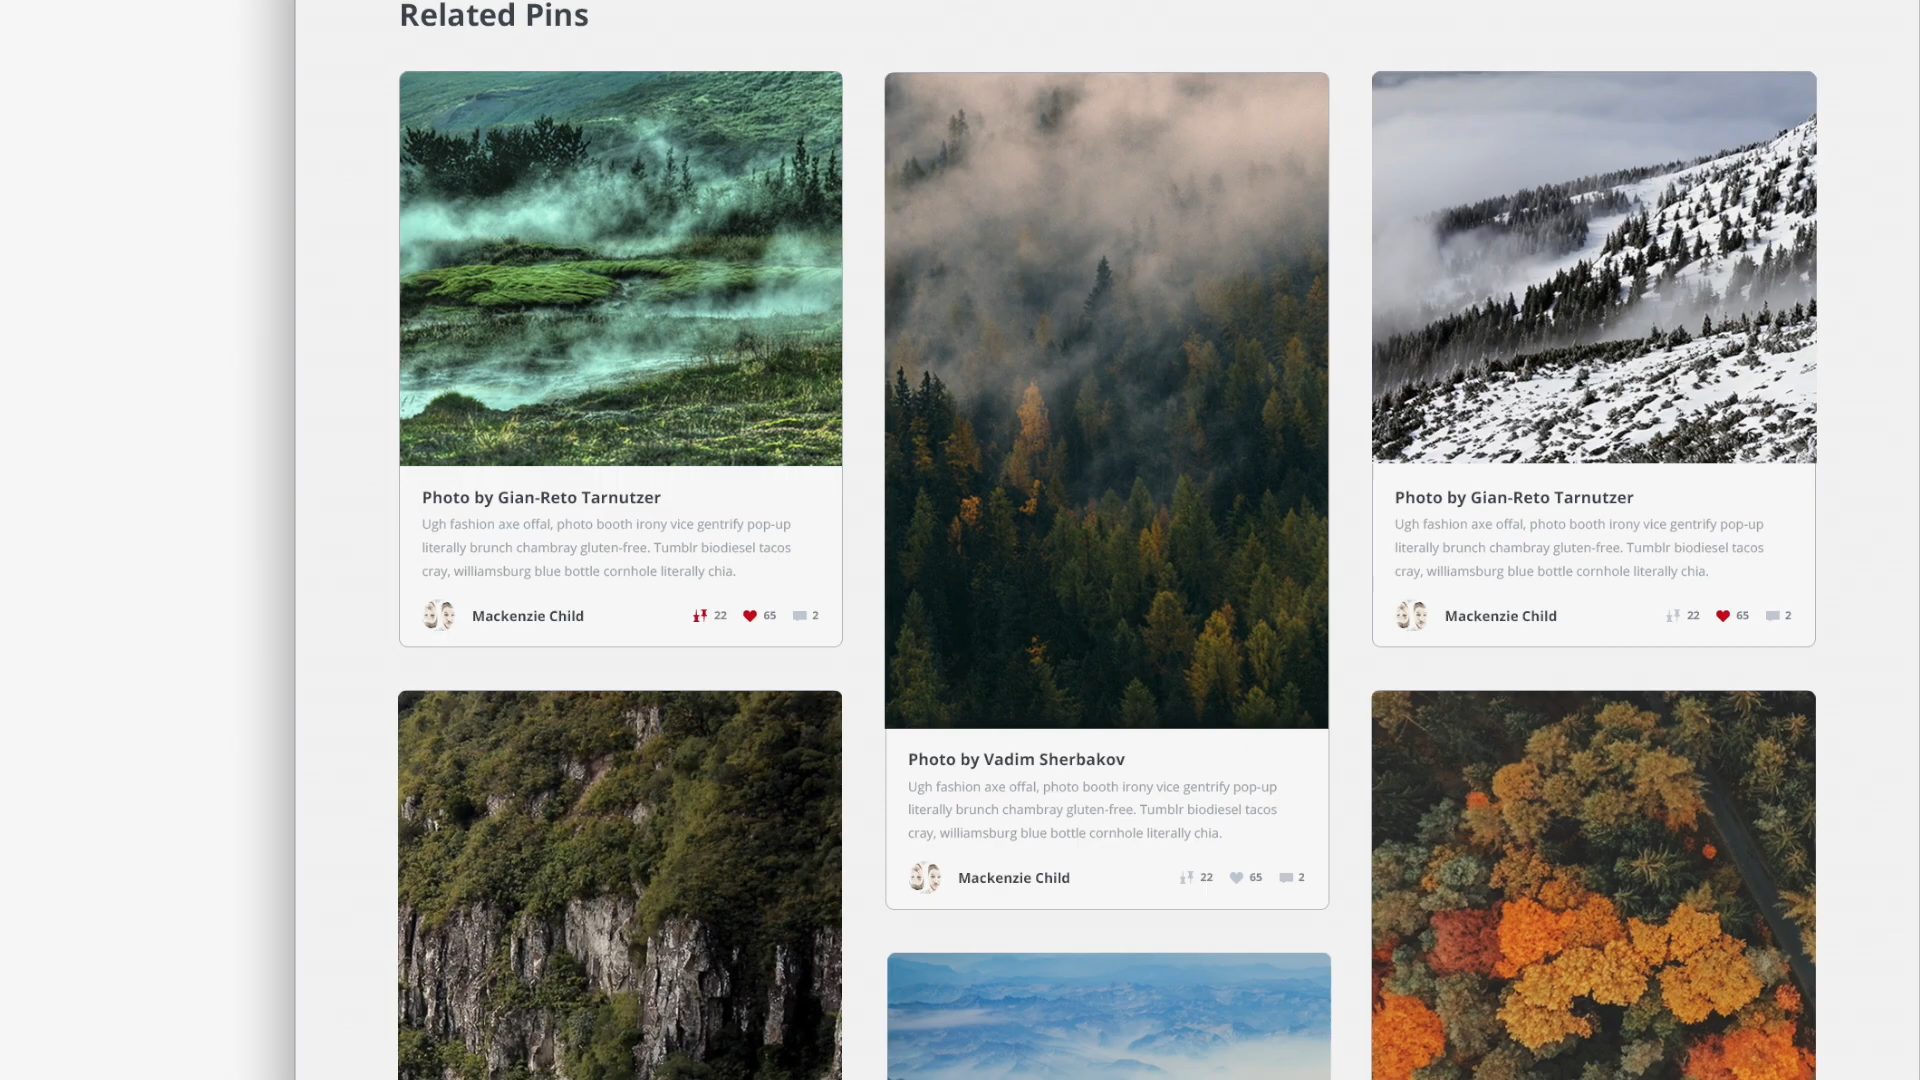 Related Pins
Photo by Gian-Reto Tarnutzer
Ugh fashion axe offal, photo booth irony vice gentrify pop-up
literally brunch chambray gluten-free. Tumblr biodiesel tacos
cray, williamsburg blue bottle cornhole literally chia.
Mackenzie Child 22 65 2
Photo by Vadim Sherbakov
Ugh fashion axe offal, photo booth irony vice gentrify pop-up
literally brunch chambray gluten-free. Tumblr biodiesel tacos
cray, williamsburg blue bottle cornhole literally chia.
Mackenzie Child 22 65 2
Photo by Gian-Reto Tarnutzer
Ugh fashion axe offal, photo booth irony vice gentrify pop-up
literally brunch chambray gluten-free. Tumblr biodiesel tacos
cray, williamsburg blue bottle cornhole literally chia.
Mackenzie Child 22 65 2